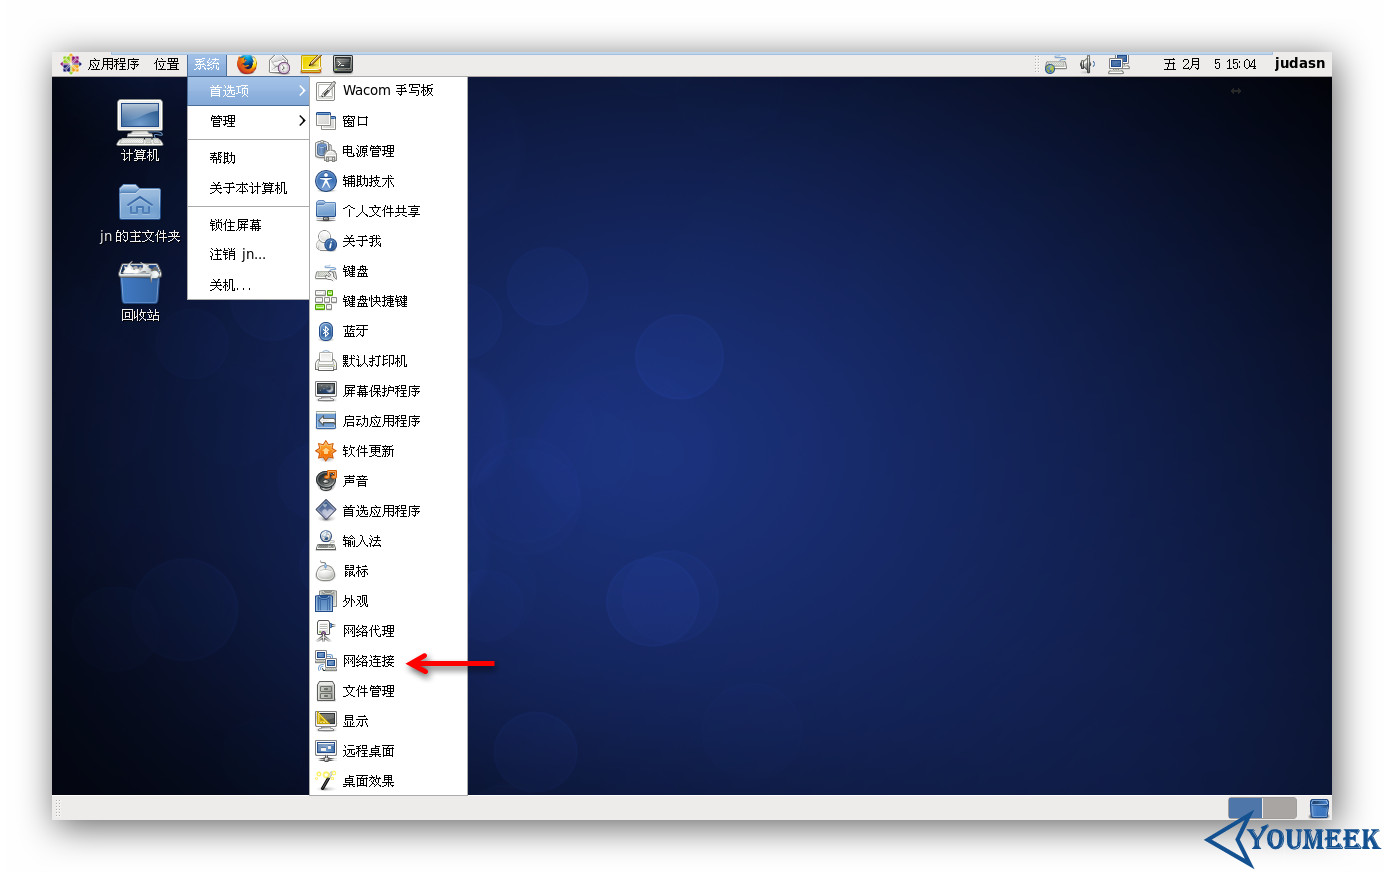 应用程序 位置 系统
五 2月 5 15:04 judasn
首选项
管理
帮助
关于本计算机
锁住屏幕
注销 jn...
关机...
Wacom 手写板
窗口
电源管理
辅助技术
个人文件共享
关于我
键盘
键盘快捷键
蓝牙
默认打印机
屏幕保护程序
启动应用程序
软件更新
声音
首选应用程序
输入法
鼠标
外观
网络代理
网络连接
文件管理
显示
远程桌面
桌面效果
计算机
jn 的主文件夹
回收站
YOUMEEK